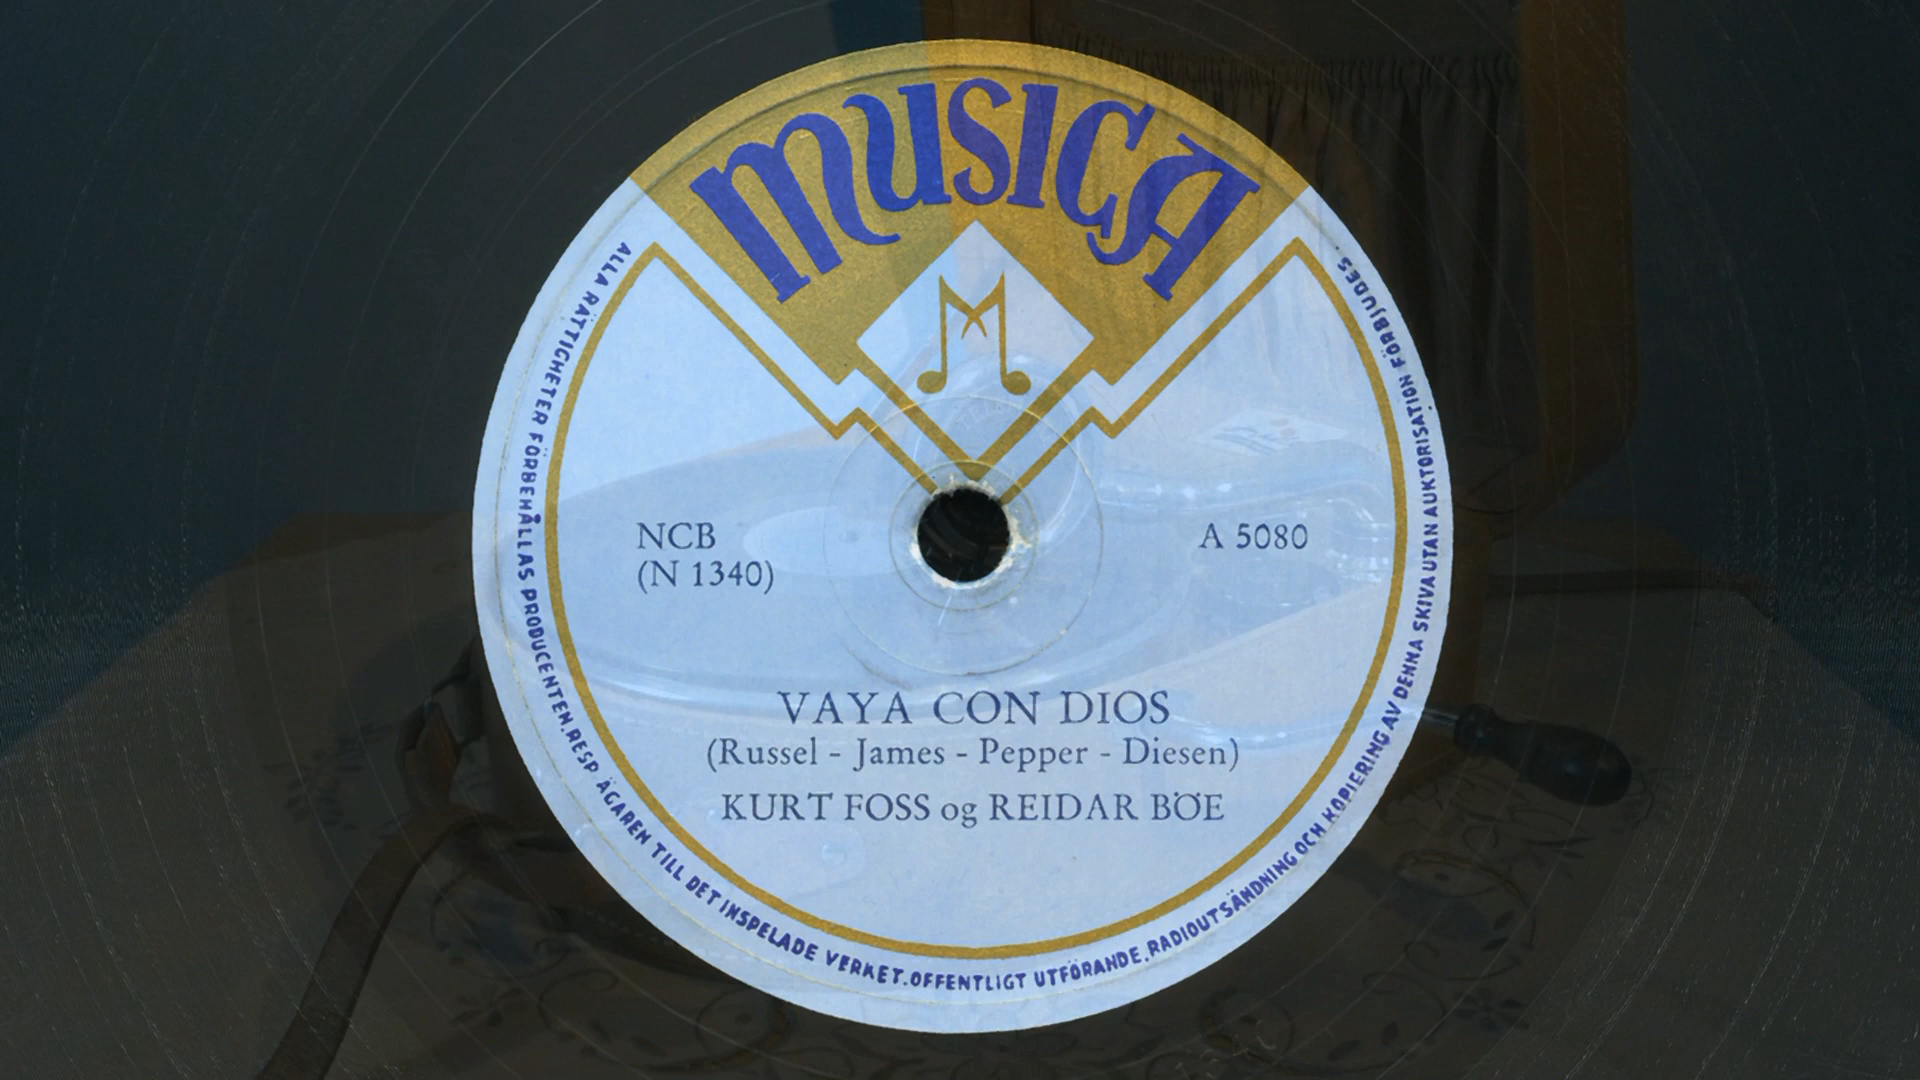 MUSICA
NCB
(N 1340)
A 5080
VAYA CON DIOS
(Russel - James - Pepper - Diesen)
KURT FOSS og REIDAR BÖE
ALLA RÄTTIGHETER FÖRBEHÅLLAS PRODUCENTEN. RESP ÄGAREN TILL DET INSPELADE VERKET. OFFENTLIGT UTFÖRANDE. RADIOUTSÄNDNING OCH KOPIERING AV DENNA SKIVA UTAN AUKTORISATION FÖRBJUDES